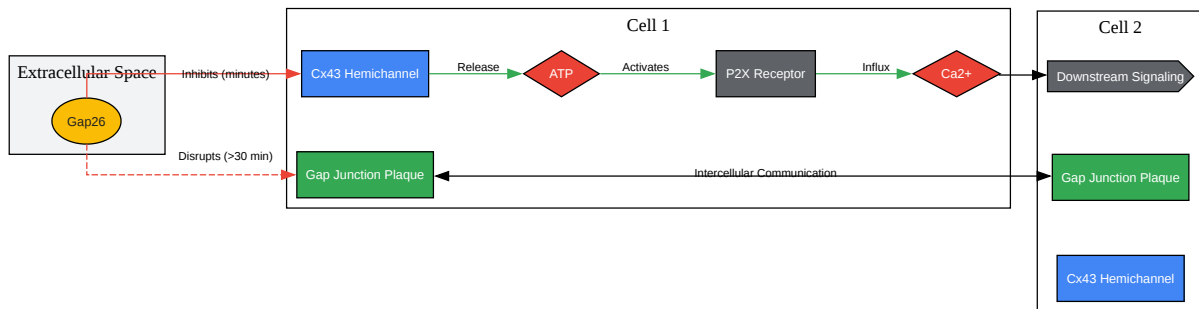 Cell 1
Cell 2
Extracellular Space
Inhibits (minutes)
Cx43 Hemichannel
Release
ATP
Activates
P2X Receptor
Influx
Ca2+
Downstream Signaling
Gap26
Disrupts (>30 min)
Gap Junction Plaque
Intercellular Communication
Gap Junction Plaque
Cx43 Hemichannel